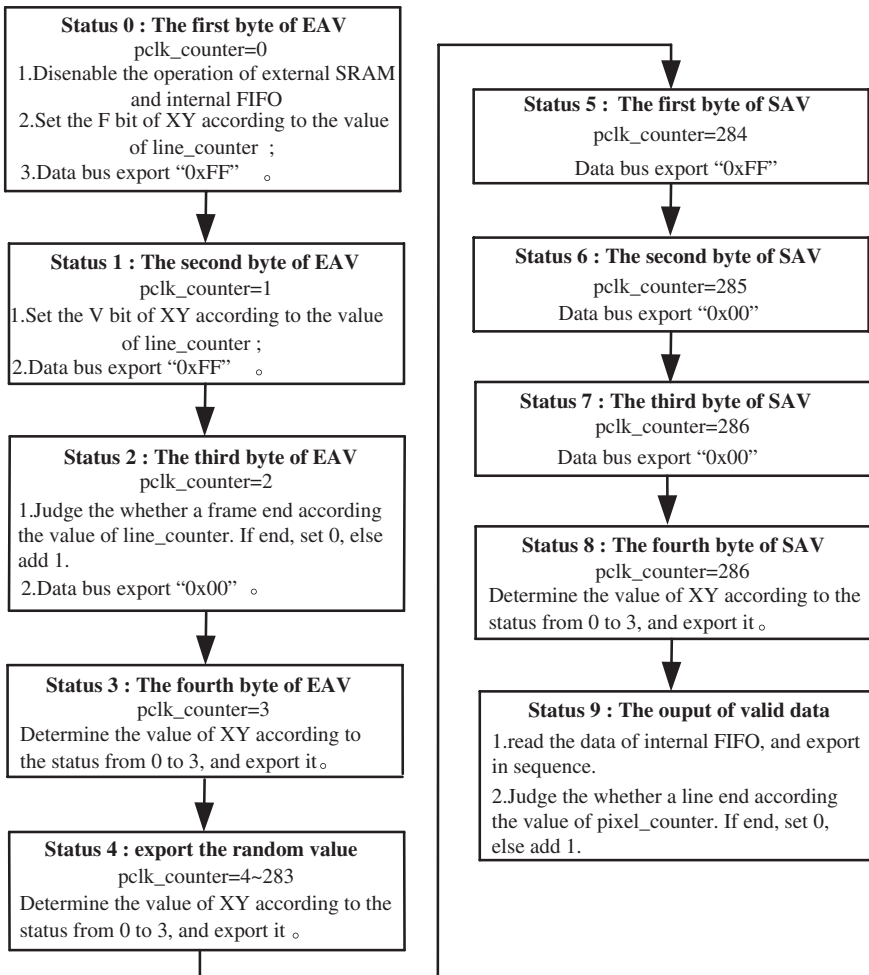 Status 0 : The first byte of EAV
pclk_counter=0
1.Disenable the operation of external SRAM
and internal FIFO
2.Set the F bit of XY according to the value
of line_counter ;
3.Data bus export “0xFF” 。
Status 1 : The second byte of EAV
pclk_counter=1
1.Set the V bit of XY according to the value
of line_counter ;
2.Data bus export “0xFF” 。
Status 2 : The third byte of EAV
pclk_counter=2
1.Judge the whether a frame end according
the value of line_counter. If end, set 0, else
add 1.
2.Data bus export “0x00” 。
Status 3 : The fourth byte of EAV
pclk_counter=3
Determine the value of XY according to
the status from 0 to 3, and export it。
Status 4 : export the random value
pclk_counter=4~283
Determine the value of XY according to the
status from 0 to 3, and export it 。
Status 5 : The first byte of SAV
pclk_counter=284
Data bus export “0xFF”
Status 6 : The second byte of SAV
pclk_counter=285
Data bus export “0x00”
Status 7 : The third byte of SAV
pclk_counter=286
Data bus export “0x00”
Status 8 : The fourth byte of SAV
pclk_counter=286
Determine the value of XY according to the
status from 0 to 3, and export it。
Status 9 : The ouput of valid data
1.read the data of internal FIFO, and export
in sequence.
2.Judge the whether a line end according
the value of pixel_counter. If end, set 0,
else add 1.